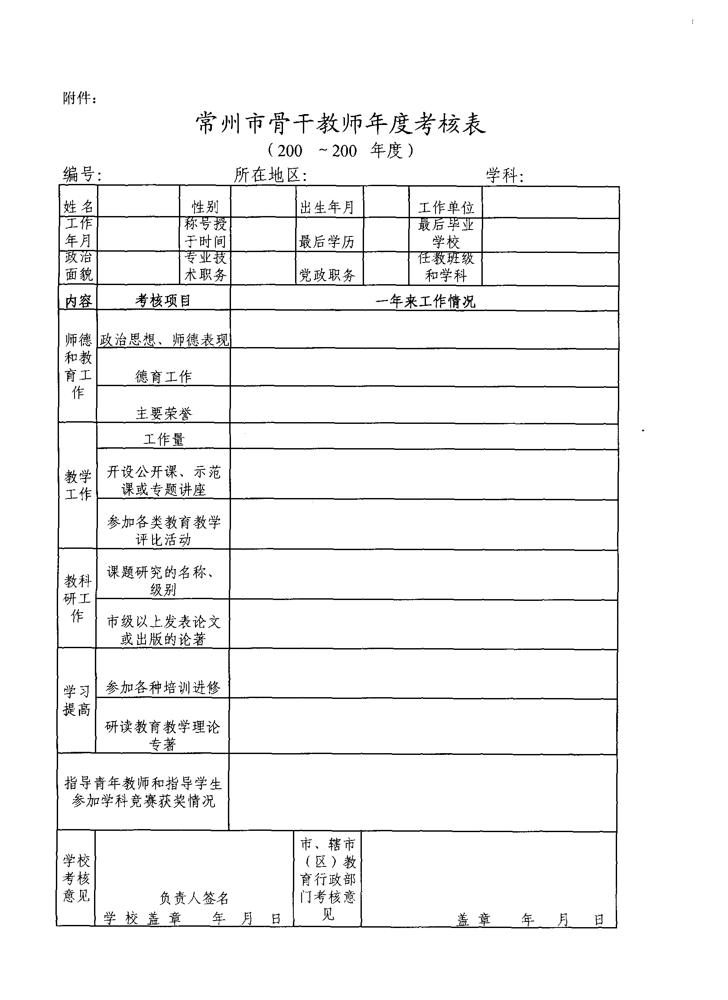 附件：
常州市骨干教师年度考核表
（200　~200　年度）
编号:　所在地区:　学科:
姓名　性别　出生年月　工作单位
工作年月　称号授于时间　最后学历　最后毕业学校
政治面貌　专业技术职务　党政职务　任教班级和学科
内容　考核项目　一年来工作情况
师德和教育工作
政治思想、师德表现
德育工作
主要荣誉
教学工作
工作量
开设公开课、示范
课或专题讲座
参加各类教育教学
评比活动
教科研工作
课题研究的名称、
级别
市级以上发表论文
或出版的论著
学习提高
参加各种培训进修
研读教育教学理论
专著
指导青年教师和指导学生
参加学科竞赛获奖情况
学校考核意见
负责人签名
学校盖章　年　月　日
市、辖市（区）教育行政部门考核意见
盖章　年　月　日